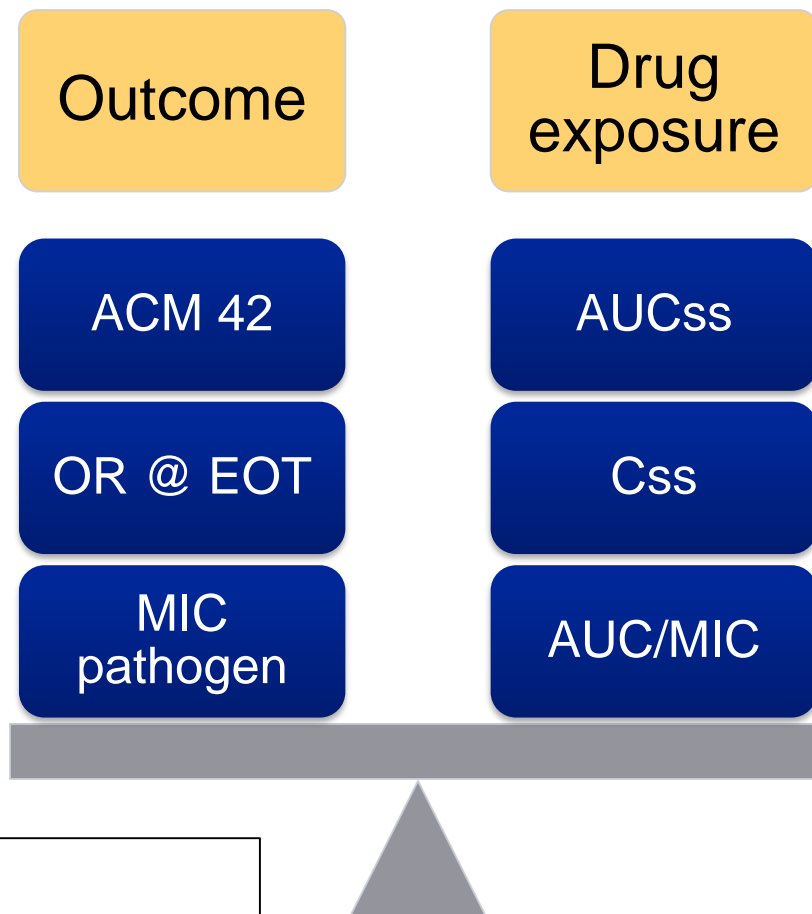 Outcome
Drug
exposure
ACM 42
AUCss
OR @ EOT
Css
MIC
pathogen
AUC/MIC